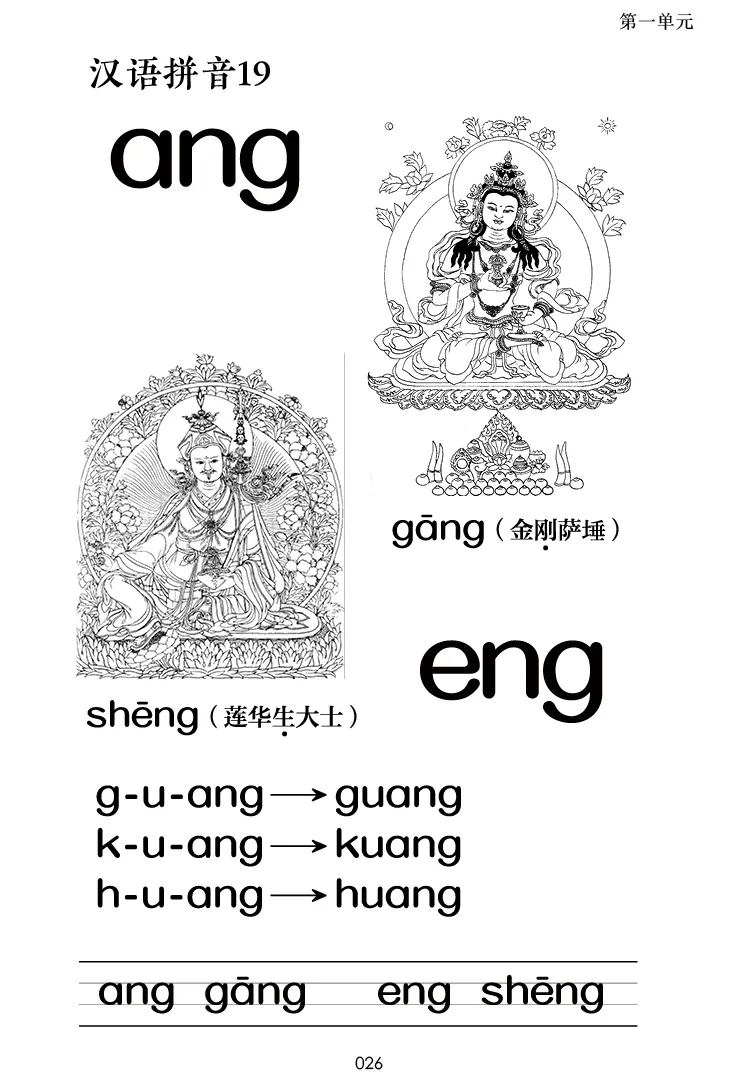 第一单元
汉语拼音19
ang
gāng（金刚萨埵）
shēng（莲华生大士）
eng
g-u-ang→guang
k-u-ang→kuang
h-u-ang→huang
ang gāng eng shēng
026